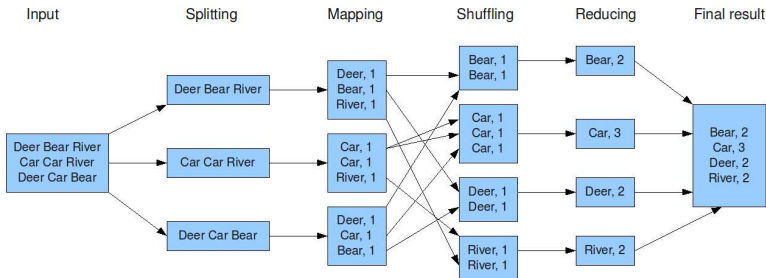 Input
Splitting
Mapping
Shuffling
Reducing
Final result
Deer Bear River
Car Car River
Deer Car Bear
Deer Bear River
Car Car River
Deer Car Bear
Deer, 1
Bear, 1
River, 1
Car, 1
Car, 1
River, 1
Deer, 1
Car, 1
Bear, 1
Bear, 1
Bear, 1
Car, 1
Car, 1
Car, 1
Deer, 1
Deer, 1
River, 1
River, 1
Bear, 2
Car, 3
Deer, 2
River, 2
Bear, 2
Car, 3
Deer, 2
River, 2